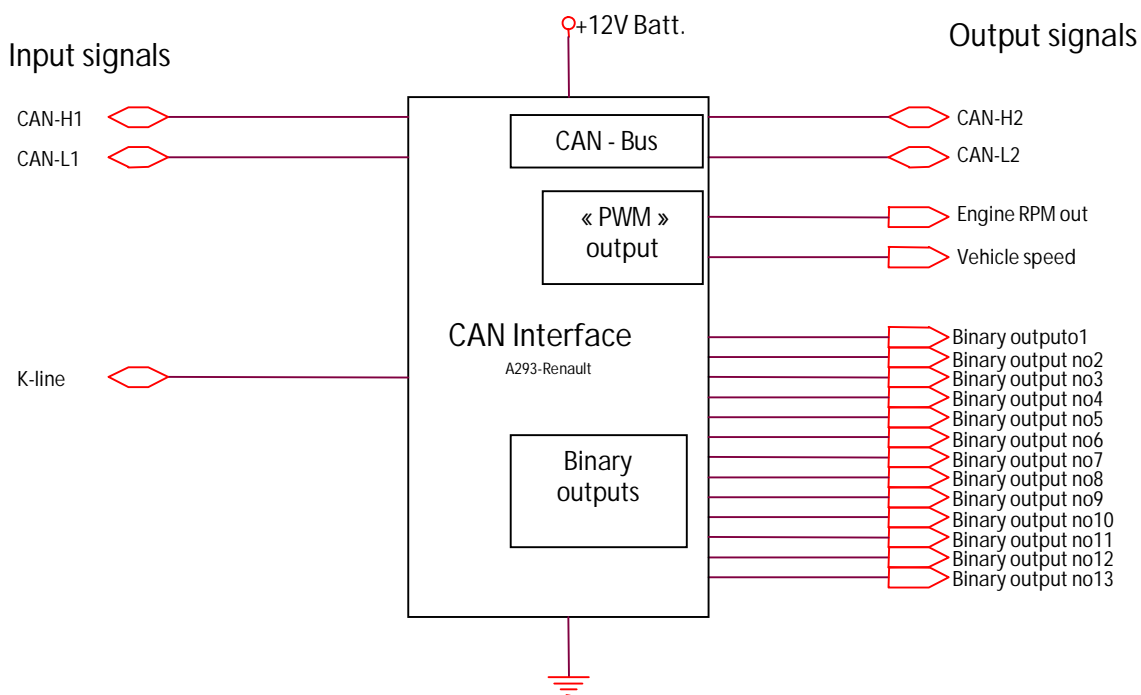 +12V Batt.
Input signals
Output signals
CAN-H1
CAN-L1
K-line
CAN - Bus
« PWM »
output
CAN Interface
A293-Renault
Binary
outputs
CAN-H2
CAN-L2
Engine RPM out
Vehicle speed
Binary outputo1
Binary output no2
Binary output no3
Binary output no4
Binary output no5
Binary output no6
Binary output no7
Binary output no8
Binary output no9
Binary output no10
Binary output no11
Binary output no12
Binary output no13